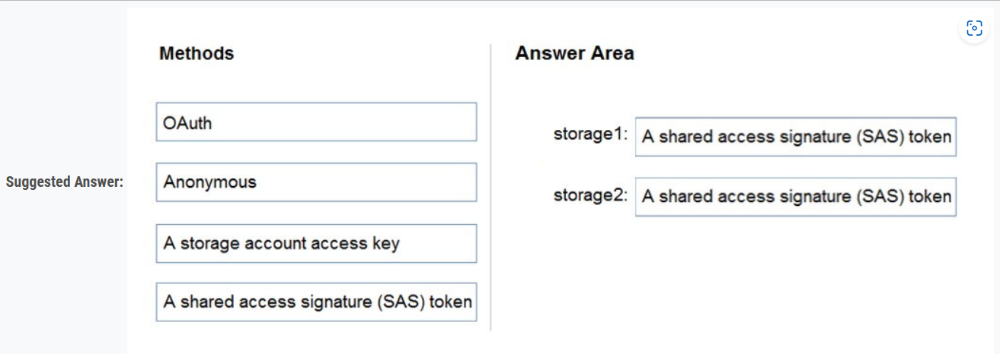 Suggested Answer:
Methods
OAuth
Anonymous
A storage account access key
A shared access signature (SAS) token
Answer Area
storage1: A shared access signature (SAS) token
storage2: A shared access signature (SAS) token